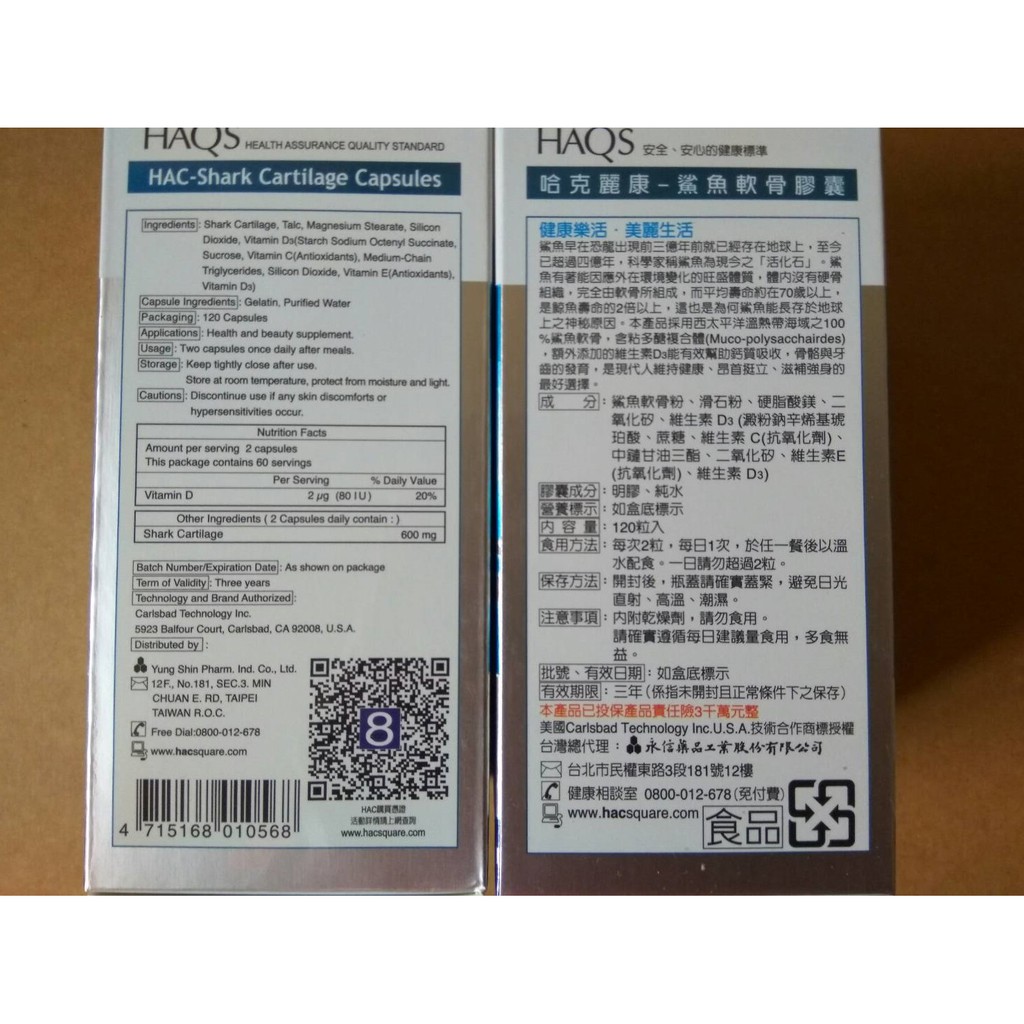 HAQS HEALTH ASSURANCE QUALITY STANDARD
HAC-Shark Cartilage Capsules
Ingredients: Shark Cartilage, Talc, Magnesium Stearate, Silicon
Dioxide, Vitamin D3(Starch Sodium Octenyl Succinate,
Sucrose, Vitamin C(Antioxidants), Medium-Chain
Triglycerides, Silicon Dioxide, Vitamin E(Antioxidants),
Vitamin D3)
Capsule Ingredients: Gelatin, Purified Water
Packaging: 120 Capsules
Applications: Health and beauty supplement.
Usage: Two capsules once daily after meals.
Storage: Keep tightly close after use.
Store at room temperature, protect from moisture and light.
Cautions: Discontinue use if any skin discomforts or
hypersensitivities occur.
Nutrition Facts
Amount per serving 2 capsules
This package contains 60 servings
Per Serving % Daily Value
Vitamin D 2 μg (80 IU) 20%
Other Ingredients ( 2 Capsules daily contain : )
Shark Cartilage 600 mg
Batch Number/Expiration Date: As shown on package
Term of Validity: Three years
Technology and Brand Authorized:
Carlsbad Technology Inc.
5923 Balfour Court, Carlsbad, CA 92008, U.S.A.
Distributed by:
Yung Shin Pharm. Ind. Co., Ltd.
12F., No.181, SEC.3. MIN
CHUAN E. RD, TAIPEI
TAIWAN R.O.C.
Free Dial:0800-012-678
www.hacsquare.com
8
HAC購買憑證
活動詳情請上網查詢
www.hacsquare.com
4 715168 010568
HAQS 安全、安心的健康標準
哈克麗康-鯊魚軟骨膠囊
健康樂活．美麗生活
鯊魚早在恐龍出現前三億年前就已經存在地球上，至今
已超過四億年，科學家稱鯊魚為現今之「活化石」。鯊
魚有著能因應外在環境變化的旺盛體質，體內沒有硬骨
組織，完全由軟骨所組成，而平均壽命約在70歲以上，
是鯨魚壽命的2倍以上，這也是為何鯊魚能長存於地球
上之神秘原因。本產品採用西太平洋溫熱帶海域之100
%鯊魚軟骨，含粘多醣複合體(Muco-polysacchairdes)
，額外添加的維生素D3能有效幫助鈣質吸收，骨骼與牙
齒的發育，是現代人維持健康、昂首挺立、滋補強身的
最好選擇。
成 分：鯊魚軟骨粉、滑石粉、硬脂酸鎂、二
氧化矽、維生素 D3 (澱粉鈉辛烯基琥
珀酸、蔗糖、維生素 C(抗氧化劑)、
中鏈甘油三酯、二氧化矽、維生素E
(抗氧化劑)、維生素 D3)
膠囊成分：明膠、純水
營養標示：如盒底標示
內 容 量：120粒入
食用方法：每次2粒，每日1次，於任一餐後以溫
水配食。一日請勿超過2粒。
保存方法：開封後，瓶蓋請確實蓋緊，避免日光
直射、高溫、潮濕。
注意事項：內附乾燥劑，請勿食用。
請確實遵循每日建議量食用，多食無
益。
批號、有效日期：如盒底標示
有效期限：三年(係指未開封且正常條件下之保存)
本產品已投保產品責任險3千萬元整
美國Carlsbad Technology Inc.U.S.A.技術合作商標授權
台灣總代理：永信藥品工業股份有限公司
台北市民權東路3段181號12樓
健康相談室 0800-012-678 (免付費)
www.hacsquare.com 食品